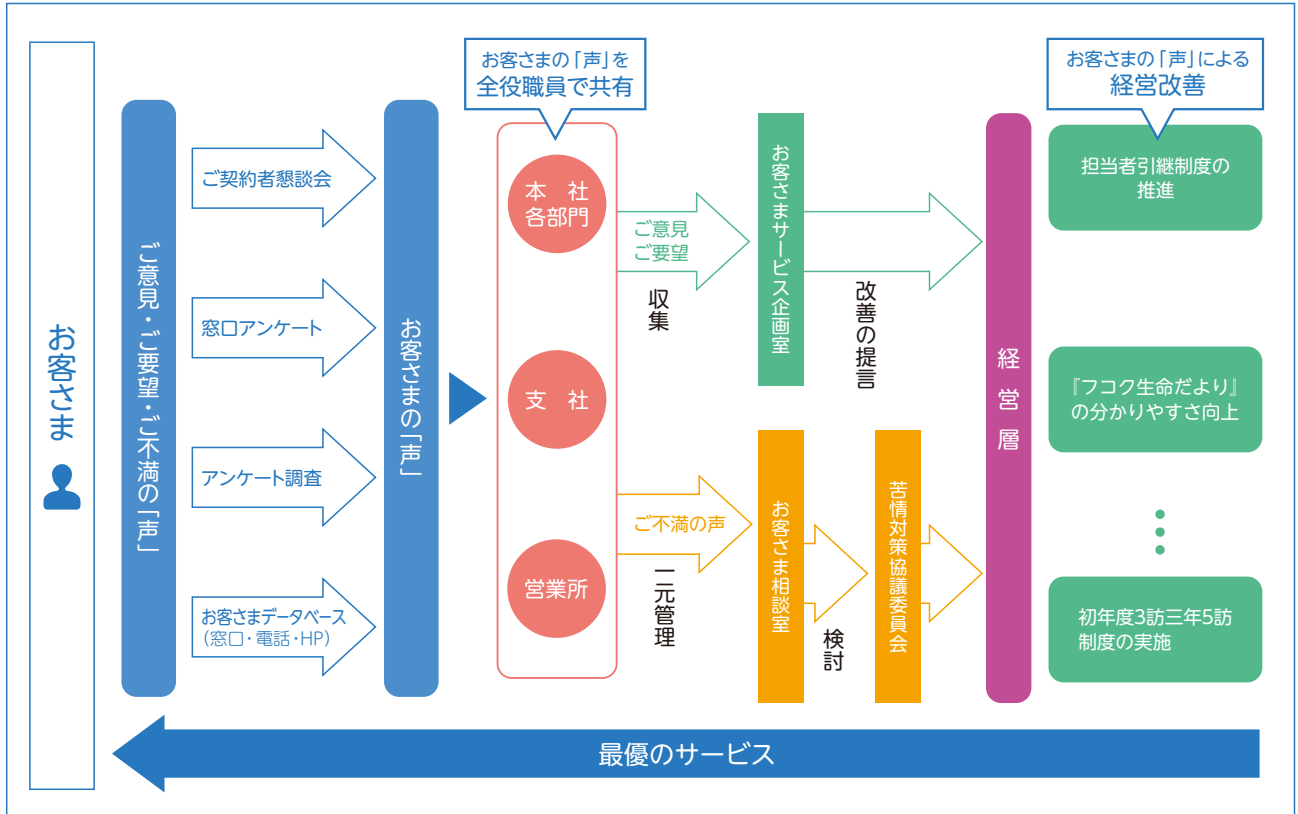 お客さま
ご意見・ご要望・ご不満の「声」
ご契約者懇談会
窓口アンケート
アンケート調査
お客さまデータベース
(窓口・電話・HP)
お客さまの「声」
お客さまの「声」を
全役職員で共有
本 社
各部門
支 社
営業所
ご意見
ご要望
収集
お客さまサービス企画室
改善の提言
ご不満の声
一元管理
お客さま相談室
検討
苦情対策協議委員会
経営層
お客さまの「声」による
経営改善
担当者引継制度の
推進
『フコク生命だより』
の分かりやすさ向上
初年度3訪三年5訪
制度の実施
最優のサービス